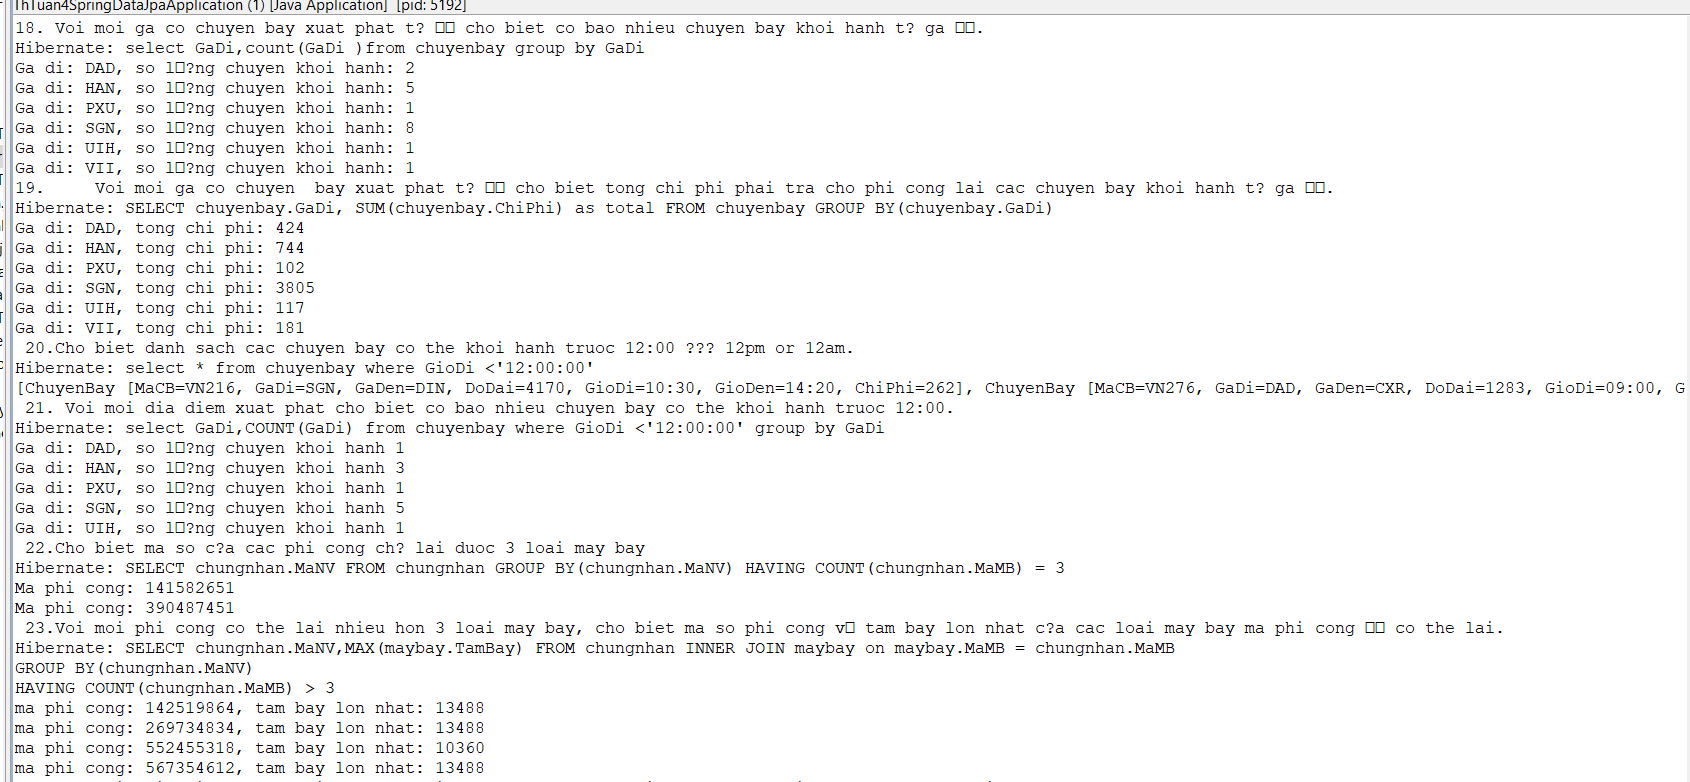 ThTuan4SpringDataJpaApplication (1) [Java Application] [pid: 5192]
18. Voi moi ga co chuyen bay xuat phat t? □□ cho biet co bao nhieu chuyen bay khoi hanh t? ga □□.
Hibernate: select GaDi,count(GaDi )from chuyenbay group by GaDi
Ga di: DAD, so l□?ng chuyen khoi hanh: 2
Ga di: HAN, so l□?ng chuyen khoi hanh: 5
Ga di: PXU, so l□?ng chuyen khoi hanh: 1
Ga di: SGN, so l□?ng chuyen khoi hanh: 8
Ga di: UIH, so l□?ng chuyen khoi hanh: 1
Ga di: VII, so l□?ng chuyen khoi hanh: 1
19.     Voi moi ga co chuyen  bay xuat phat t? □□ cho biet tong chi phi phai tra cho phi cong lai cac chuyen bay khoi hanh t? ga □□.
Hibernate: SELECT chuyenbay.GaDi, SUM(chuyenbay.ChiPhi) as total FROM chuyenbay GROUP BY(chuyenbay.GaDi)
Ga di: DAD, tong chi phi: 424
Ga di: HAN, tong chi phi: 744
Ga di: PXU, tong chi phi: 102
Ga di: SGN, tong chi phi: 3805
Ga di: UIH, tong chi phi: 117
Ga di: VII, tong chi phi: 181
20.Cho biet danh sach cac chuyen bay co the khoi hanh truoc 12:00 ??? 12pm or 12am.
Hibernate: select * from chuyenbay where GioDi <'12:00:00'
[ChuyenBay [MaCB=VN216, GaDi=SGN, GaDen=DIN, DoDai=4170, GioDi=10:30, GioDen=14:20, ChiPhi=262], ChuyenBay [MaCB=VN276, GaDi=DAD, GaDen=CXR, DoDai=1283, GioDi=09:00, G
21. Voi moi dia diem xuat phat cho biet co bao nhieu chuyen bay co the khoi hanh truoc 12:00.
Hibernate: select GaDi,COUNT(GaDi) from chuyenbay where GioDi <'12:00:00' group by GaDi
Ga di: DAD, so l□?ng chuyen khoi hanh 1
Ga di: HAN, so l□?ng chuyen khoi hanh 3
Ga di: PXU, so l□?ng chuyen khoi hanh 1
Ga di: SGN, so l□?ng chuyen khoi hanh 5
Ga di: UIH, so l□?ng chuyen khoi hanh 1
22.Cho biet ma so c?a cac phi cong ch? lai duoc 3 loai may bay
Hibernate: SELECT chungnhan.MaNV FROM chungnhan GROUP BY(chungnhan.MaNV) HAVING COUNT(chungnhan.MaMB) = 3
Ma phi cong: 141582651
Ma phi cong: 390487451
23.Voi moi phi cong co the lai nhieu hon 3 loai may bay, cho biet ma so phi cong v□ tam bay lon nhat c?a cac loai may bay ma phi cong □□ co the lai.
Hibernate: SELECT chungnhan.MaNV,MAX(maybay.TamBay) FROM chungnhan INNER JOIN maybay on maybay.MaMB = chungnhan.MaMB
GROUP BY(chungnhan.MaNV)
HAVING COUNT(chungnhan.MaMB) > 3
ma phi cong: 142519864, tam bay lon nhat: 13488
ma phi cong: 269734834, tam bay lon nhat: 13488
ma phi cong: 552455318, tam bay lon nhat: 10360
ma phi cong: 567354612, tam bay lon nhat: 13488